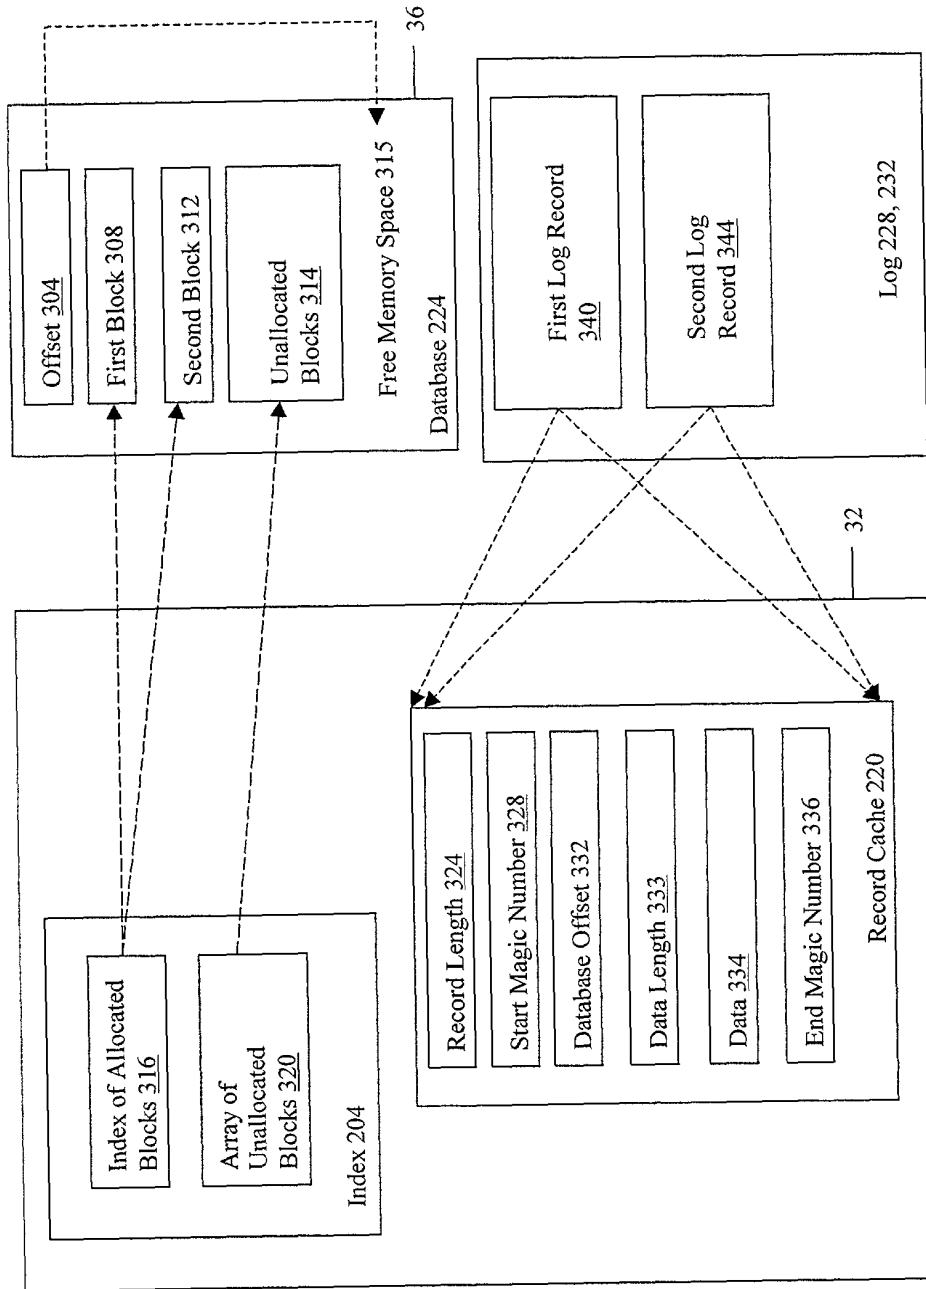 Index of Allocated
Blocks 316
Array of
Unallocated
Blocks 320
Index 204
Record Length 324
Start Magic Number 328
Database Offset 332
Data Length 333
Data 334
End Magic Number 336
Record Cache 220
32
Offset 304
First Block 308
Second Block 312
Unallocated
Blocks 314
Free Memory Space 315
Database 224
36
First Log Record
340
Second Log
Record 344
Log 228, 232